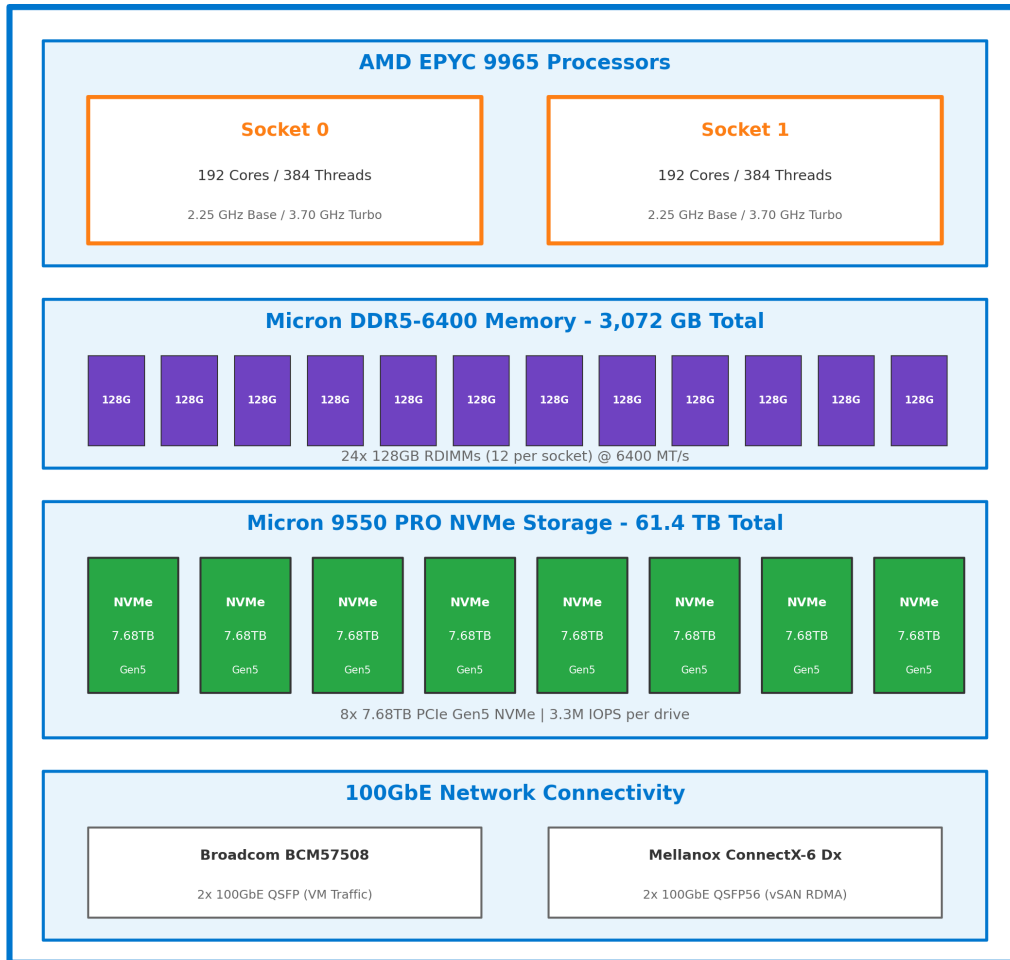 AMD EPYC 9965 Processors
Socket 0
192 Cores / 384 Threads
2.25 GHz Base / 3.70 GHz Turbo
Socket 1
192 Cores / 384 Threads
2.25 GHz Base / 3.70 GHz Turbo
Micron DDR5-6400 Memory - 3,072 GB Total
128G 128G 128G 128G 128G 128G 128G 128G 128G 128G 128G 128G
24x 128GB RDIMMs (12 per socket) @ 6400 MT/s
Micron 9550 PRO NVMe Storage - 61.4 TB Total
NVMe NVMe NVMe NVMe NVMe NVMe NVMe NVMe
7.68TB 7.68TB 7.68TB 7.68TB 7.68TB 7.68TB 7.68TB 7.68TB
Gen5 Gen5 Gen5 Gen5 Gen5 Gen5 Gen5 Gen5
8x 7.68TB PCIe Gen5 NVMe | 3.3M IOPS per drive
100GbE Network Connectivity
Broadcom BCM57508
2x 100GbE QSFP (VM Traffic)
Mellanox ConnectX-6 Dx
2x 100GbE QSFP56 (vSAN RDMA)